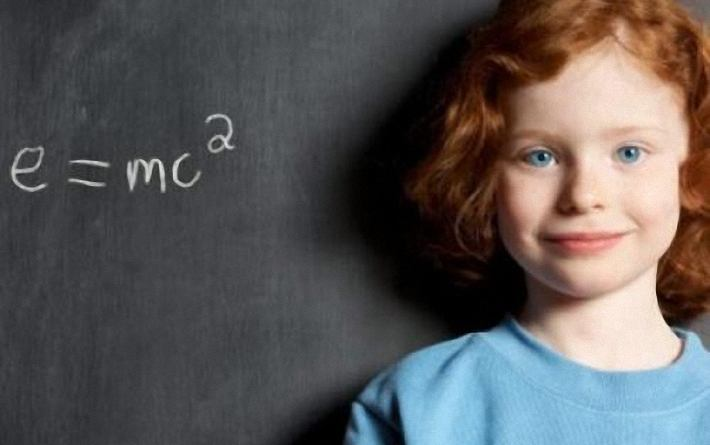 e = mc²